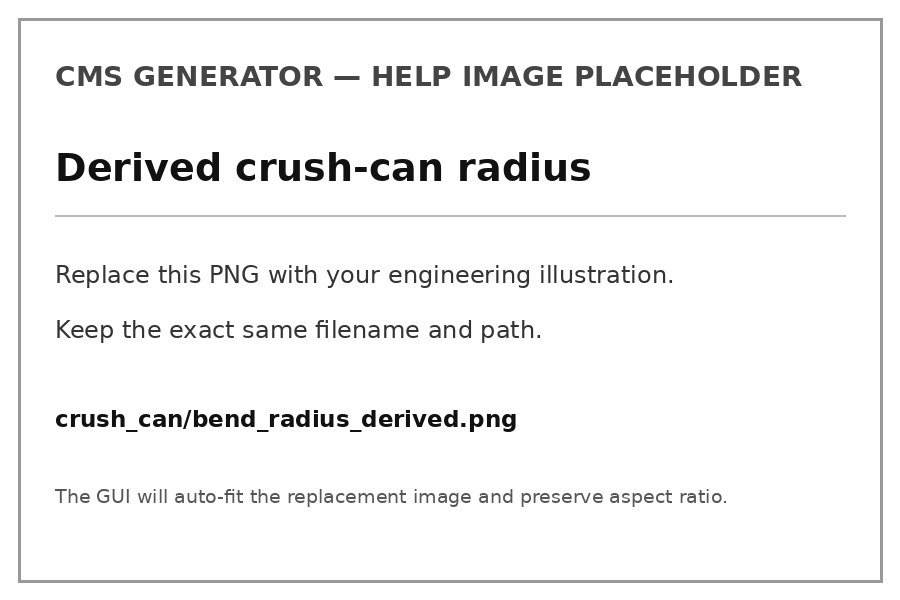 CMS GENERATOR — HELP IMAGE PLACEHOLDER
Derived crush-can radius
Replace this PNG with your engineering illustration.
Keep the exact same filename and path.
crush_can/bend_radius_derived.png
The GUI will auto-fit the replacement image and preserve aspect ratio.